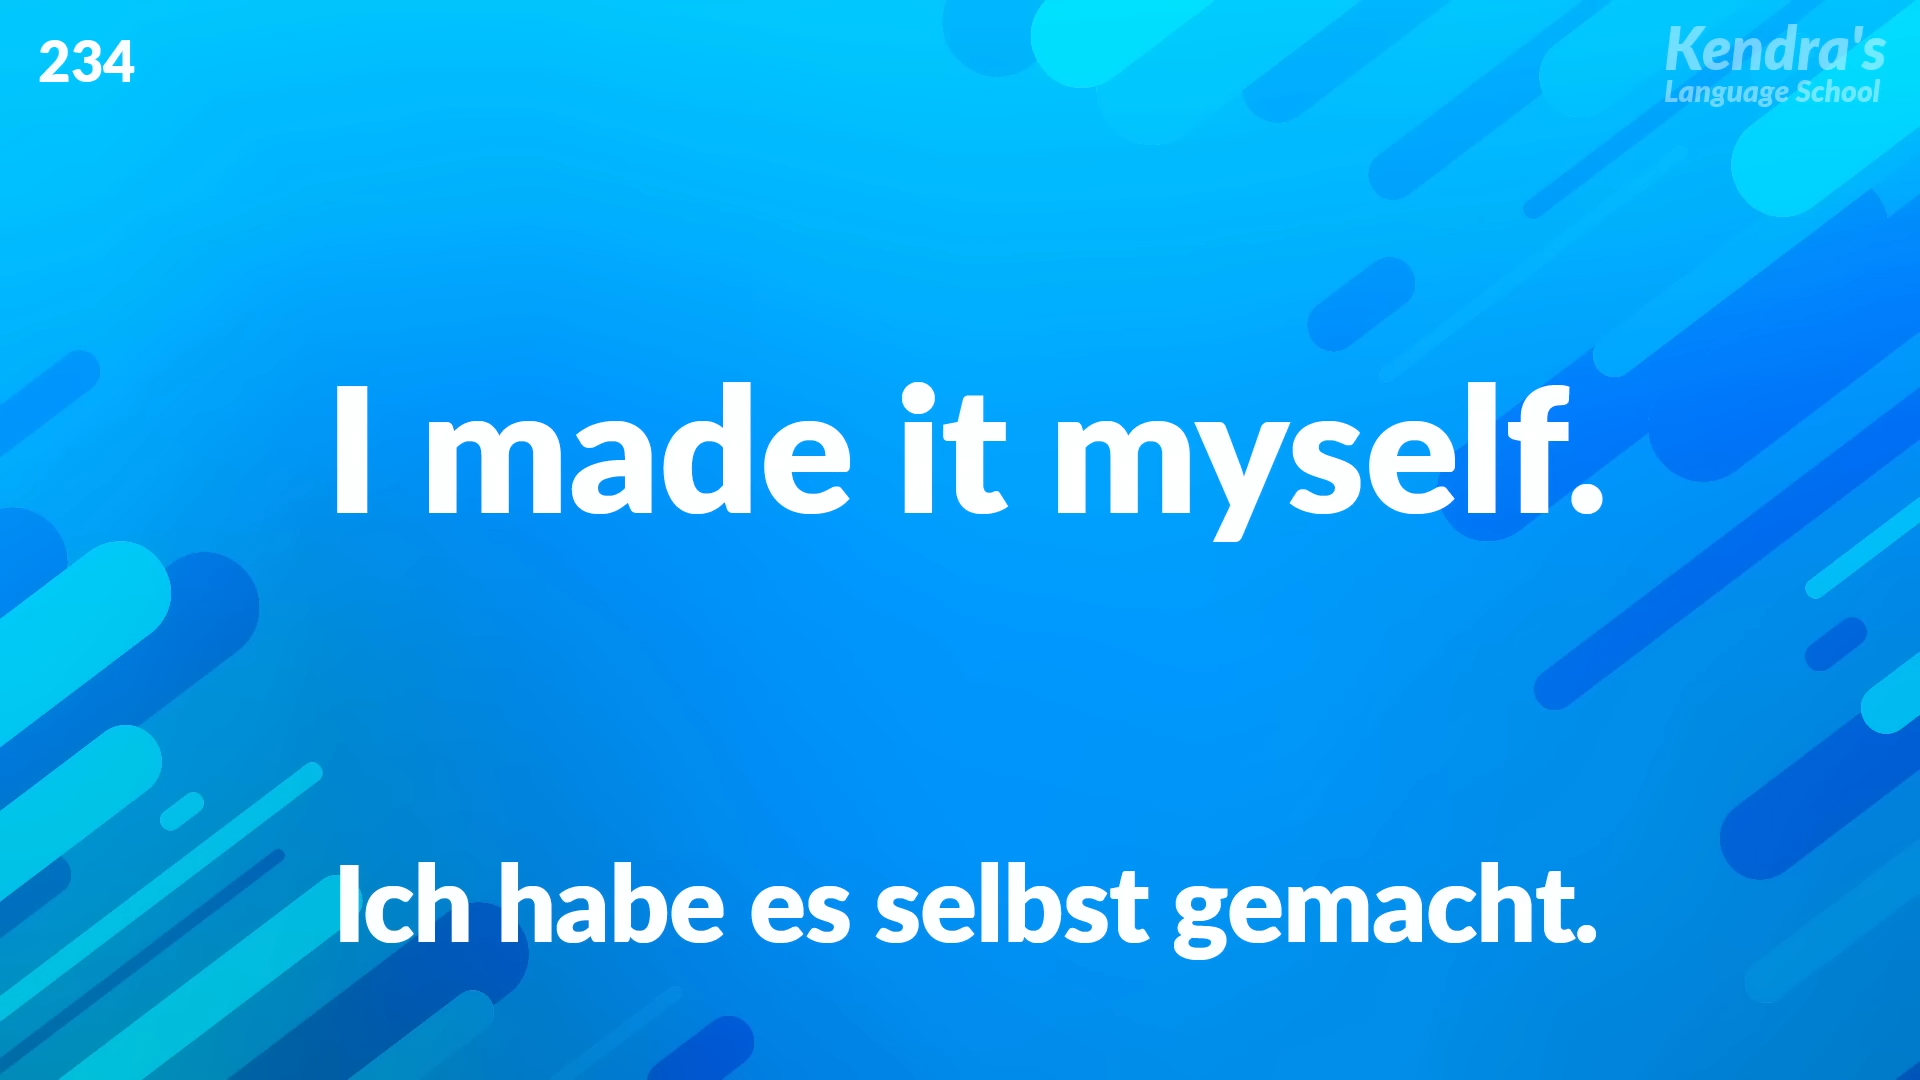 234
Kendra's
Language School
I made it myself.
Ich habe es selbst gemacht.